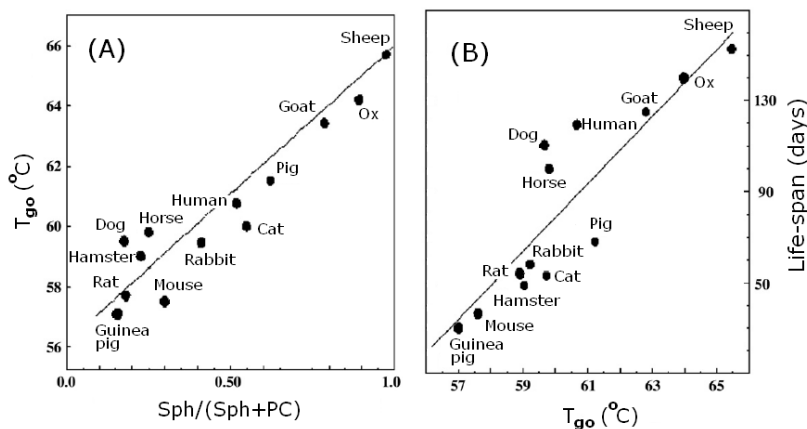 (A)
Sheep
66
Ox
Goat
64
Pig
62
Human
Horse
Dog
Cat
60
Hamster
Rabbit
Rat
Mouse
58
Guinea
pig
56
0.0
0.50
1.0
Tgo (°C)
Sph/(Sph+PC)
(B)
Sheep
Ox
Goat
130
Human
Dog
Horse
90
Pig
Rabbit
Rat
Cat
50
Hamster
Mouse
Guinea
pig
57
59
61
63
65
Tgo (°C)
Life-span (days)